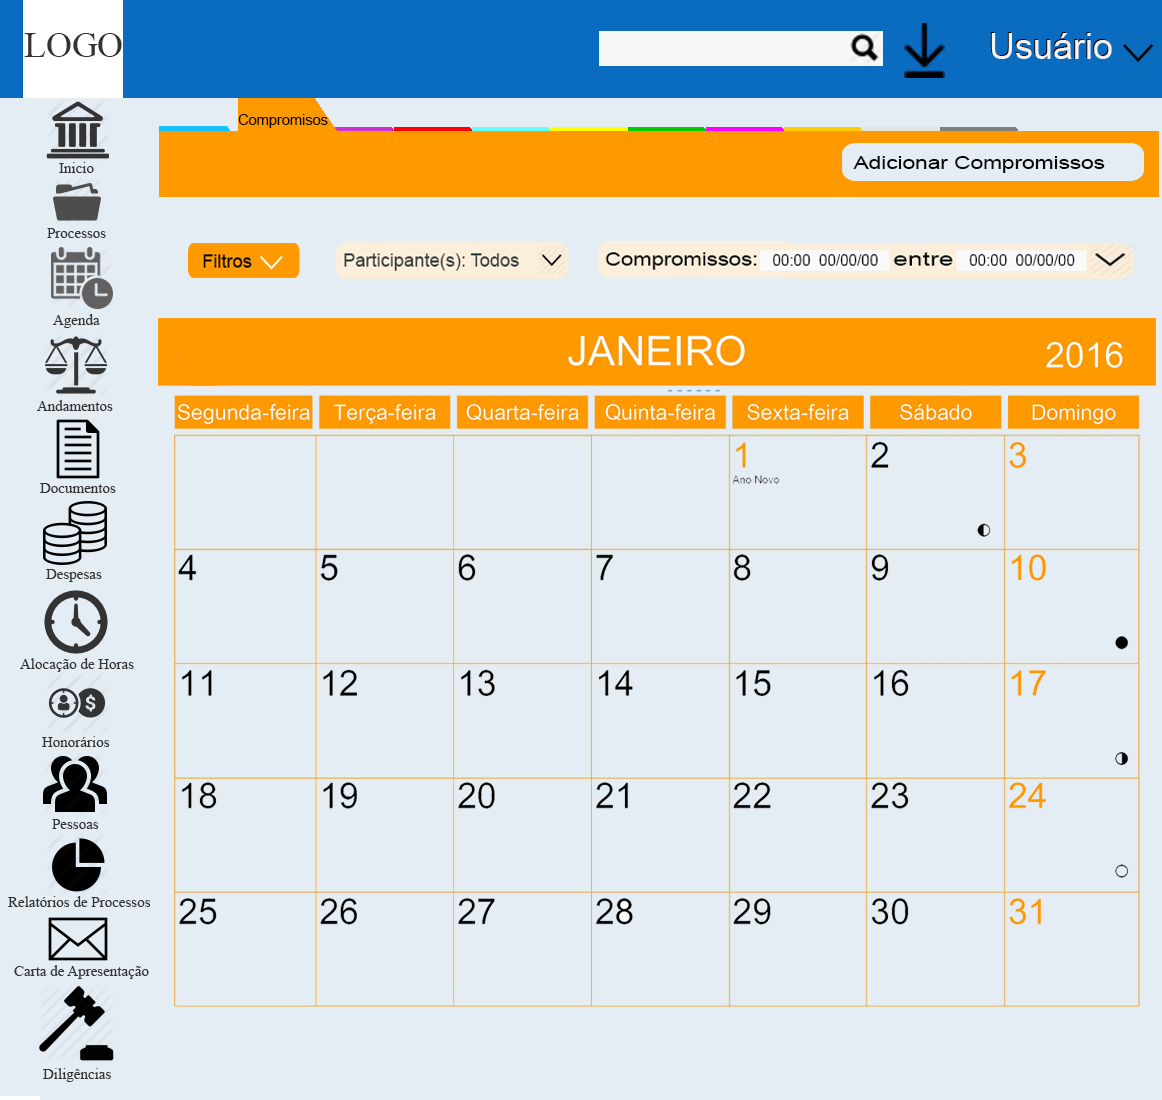 LOGO
Usuário
Compromisos
Adicionar Compromissos
Inicio
Processos
Agenda
Andamentos
Documentos
Despesas
Alocação de Horas
Honorários
Pessoas
Relatórios de Processos
Carta de Apresentação
Diligências
Filtros
Participante(s): Todos
Compromissos: 00:00 00/00/00 entre 00:00 00/00/00
JANEIRO
2016
Segunda-feira Terça-feira Quarta-feira Quinta-feira Sexta-feira Sábado Domingo
1 2 3
Ano Novo
4 5 6 7 8 9 10
11 12 13 14 15 16 17
18 19 20 21 22 23 24
25 26 27 28 29 30 31